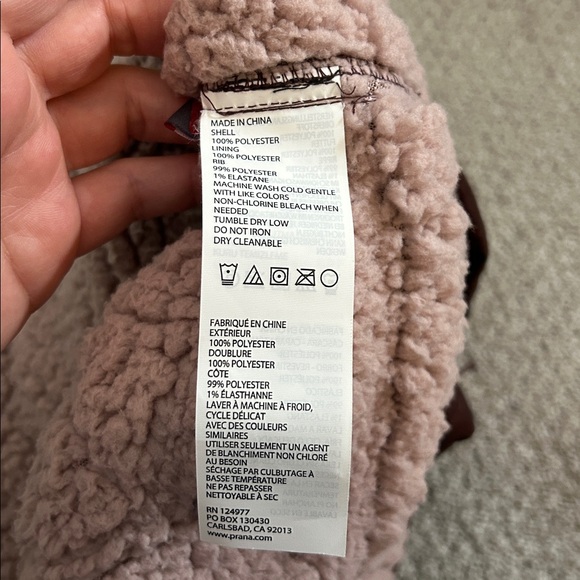 MADE IN CHINA
SHELL
100% POLYESTER
LINING
100% POLYESTER
RIB
99% POLYESTER
1% ELASTANE
MACHINE WASH COLD GENTLE
WITH LIKE COLORS
NON-CHLORINE BLEACH WHEN
NEEDED
TUMBLE DRY LOW
DO NOT IRON
DRY CLEANABLE
FABRIQUÉ EN CHINE
EXTÉRIEUR
100% POLYESTER
DOUBLURE
100% POLYESTER
CÔTE
99% POLYESTER
1% ÉLASTHANNE
LAVER À MACHINE À FROID,
CYCLE DÉLICAT
AVEC DES COULEURS
SIMILAIRES
UTILISER SEULEMENT UN AGENT
DE BLANCHIMENT NON CHLORÉ
AU BESOIN
SÉCHAGE PAR CULBUTAGE À
BASSE TEMPÉRATURE
NE PAS REPASSER
NETTOYABLE À SEC
RN 124977
PO BOX 130430
CARLSBAD, CA 92013
WWW.PRANA.COM